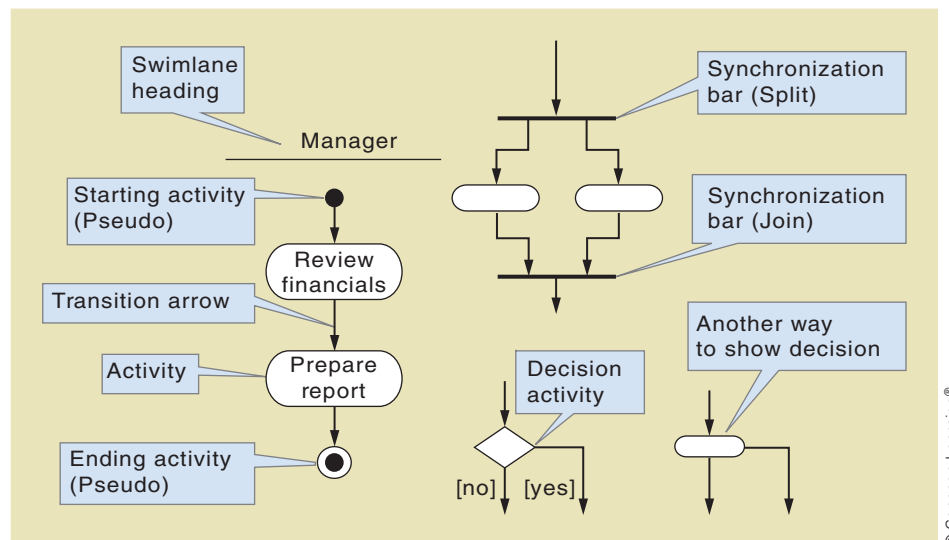 Swimlane
heading
Manager
Starting activity
(Pseudo)
Review
financials
Transition arrow
Activity
Prepare
report
Ending activity
(Pseudo)
Synchronization
bar (Split)
Synchronization
bar (Join)
Decision
activity
[no]
[yes]
Another way
to show decision